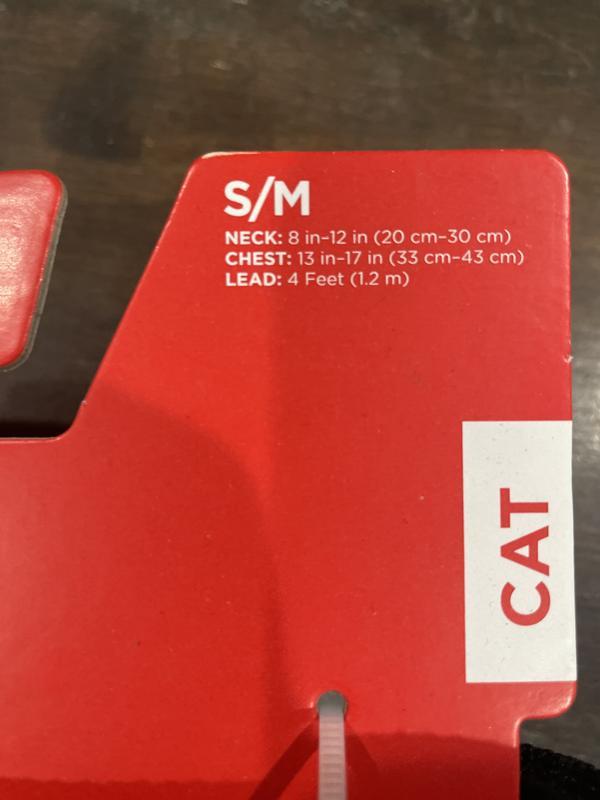 S/M
NECK: 8 in–12 in (20 cm–30 cm)
CHEST: 13 in–17 in (33 cm–43 cm)
LEAD: 4 Feet (1.2 m)
CAT